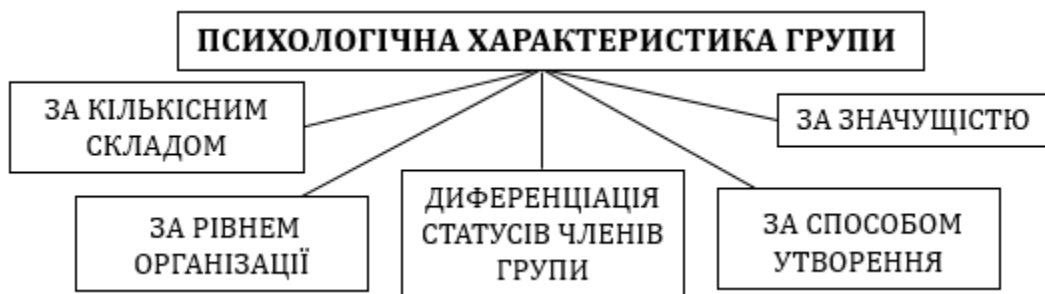 ПСИХОЛОГІЧНА ХАРАКТЕРИСТИКА ГРУПИ
ЗА КІЛЬКІСНИМ
СКЛАДОМ
ЗА ЗНАЧУЩІСТЮ
ЗА РІВНЕМ
ОРГАНІЗАЦІЇ
ДИФЕРЕНЦІАЦІЯ
СТАТУСІВ ЧЛЕНІВ
ГРУПИ
ЗА СПОСОБОМ
УТВОРЕННЯ